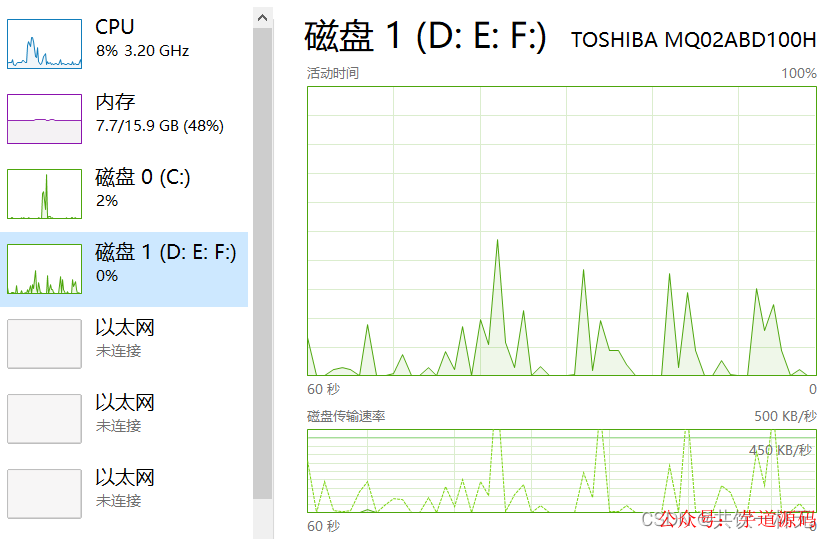 CPU
8% 3.20 GHz
内存
7.7/15.9 GB (48%)
磁盘 0 (C:)
2%
磁盘 1 (D: E: F:)
0%
以太网
未连接
以太网
未连接
以太网
未连接
磁盘 1 (D: E: F:)
TOSHIBA MQ02ABD100H
活动时间
100%
60 秒
0
磁盘传输速率
500 KB/秒
450 KB/秒
60 秒
0
公众号：芋道源码